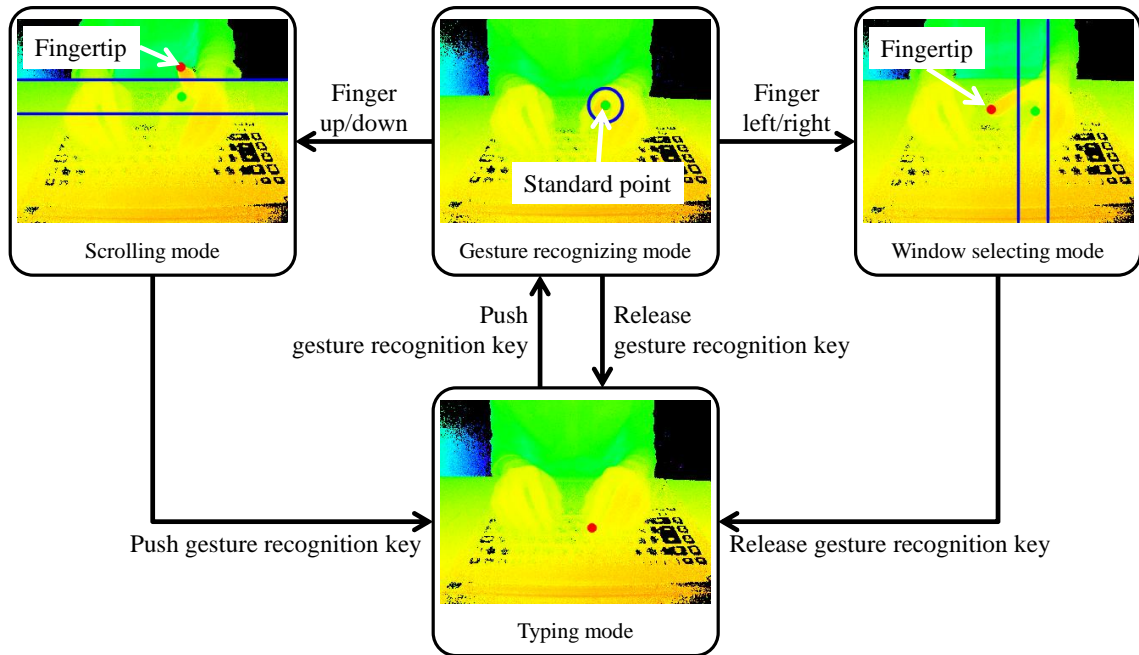 Fingertip
Scrolling mode
Finger
up/down
Standard point
Gesture recognizing mode
Finger
left/right
Fingertip
Window selecting mode
Push
gesture recognition key
Release
gesture recognition key
Push gesture recognition key
Release gesture recognition key
Typing mode